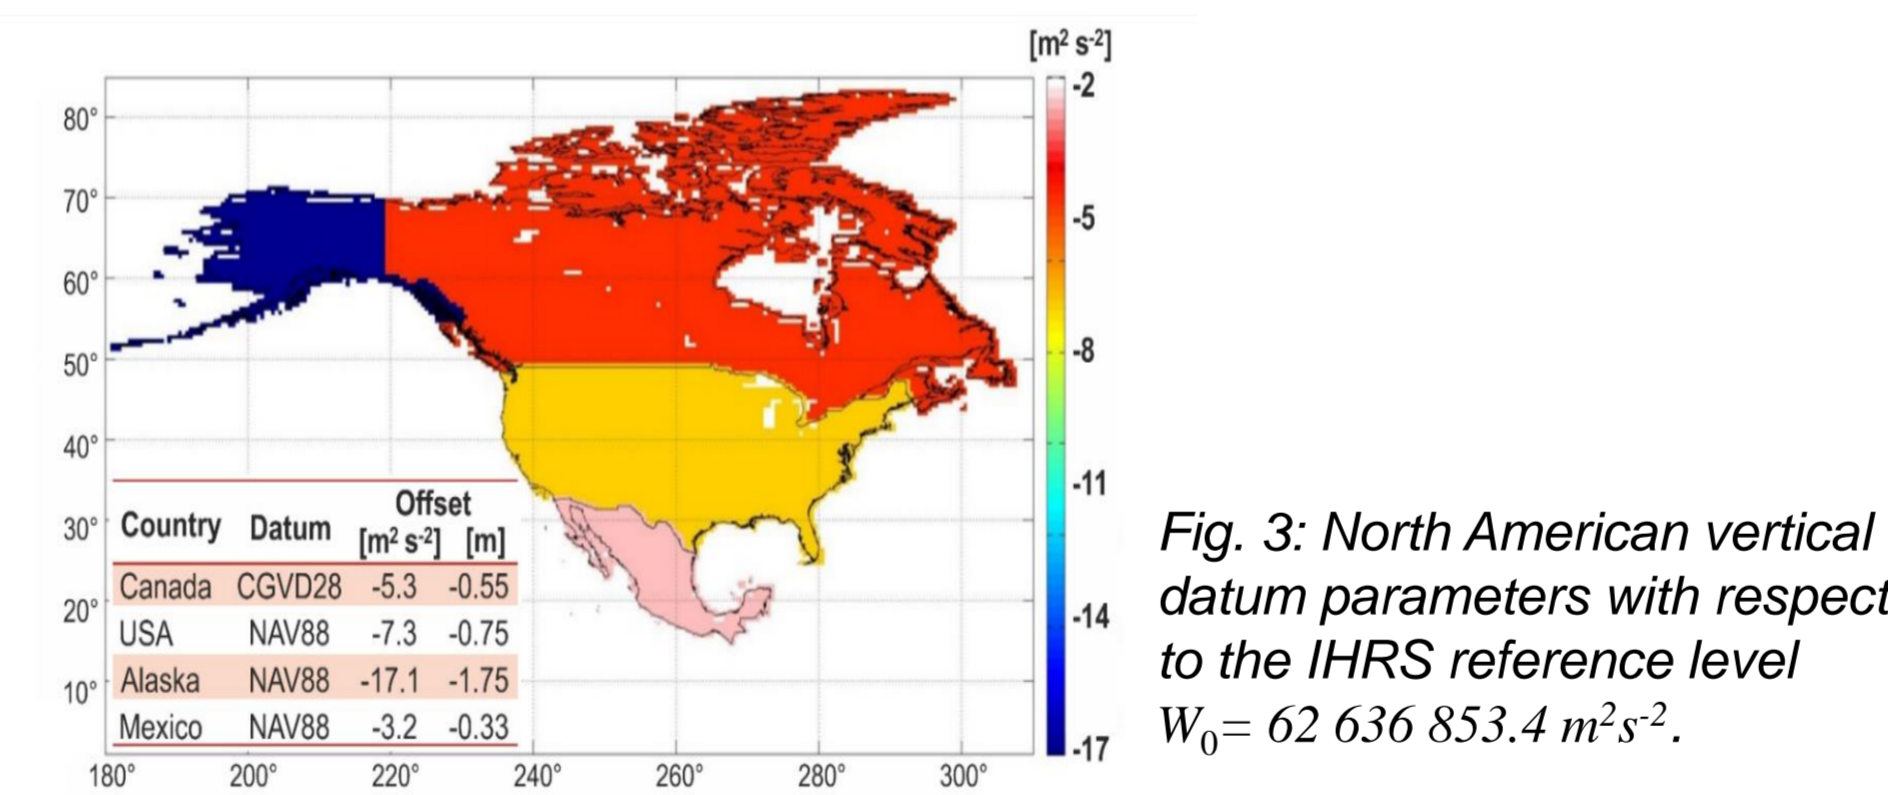 [m² s⁻²]
-2
-5
-8
-11
-14
-17
80°
70°
60°
50°
40°
30°
20°
10°
180°
200°
220°
240°
260°
280°
300°
Offset
Country Datum [m² s⁻²] [m]
Canada CGVD28 -5.3 -0.55
USA NAV88 -7.3 -0.75
Alaska NAV88 -17.1 -1.75
Mexico NAV88 -3.2 -0.33
Fig. 3: North American vertical
datum parameters with respect
to the IHRS reference level
W₀= 62 636 853.4 m²s⁻².